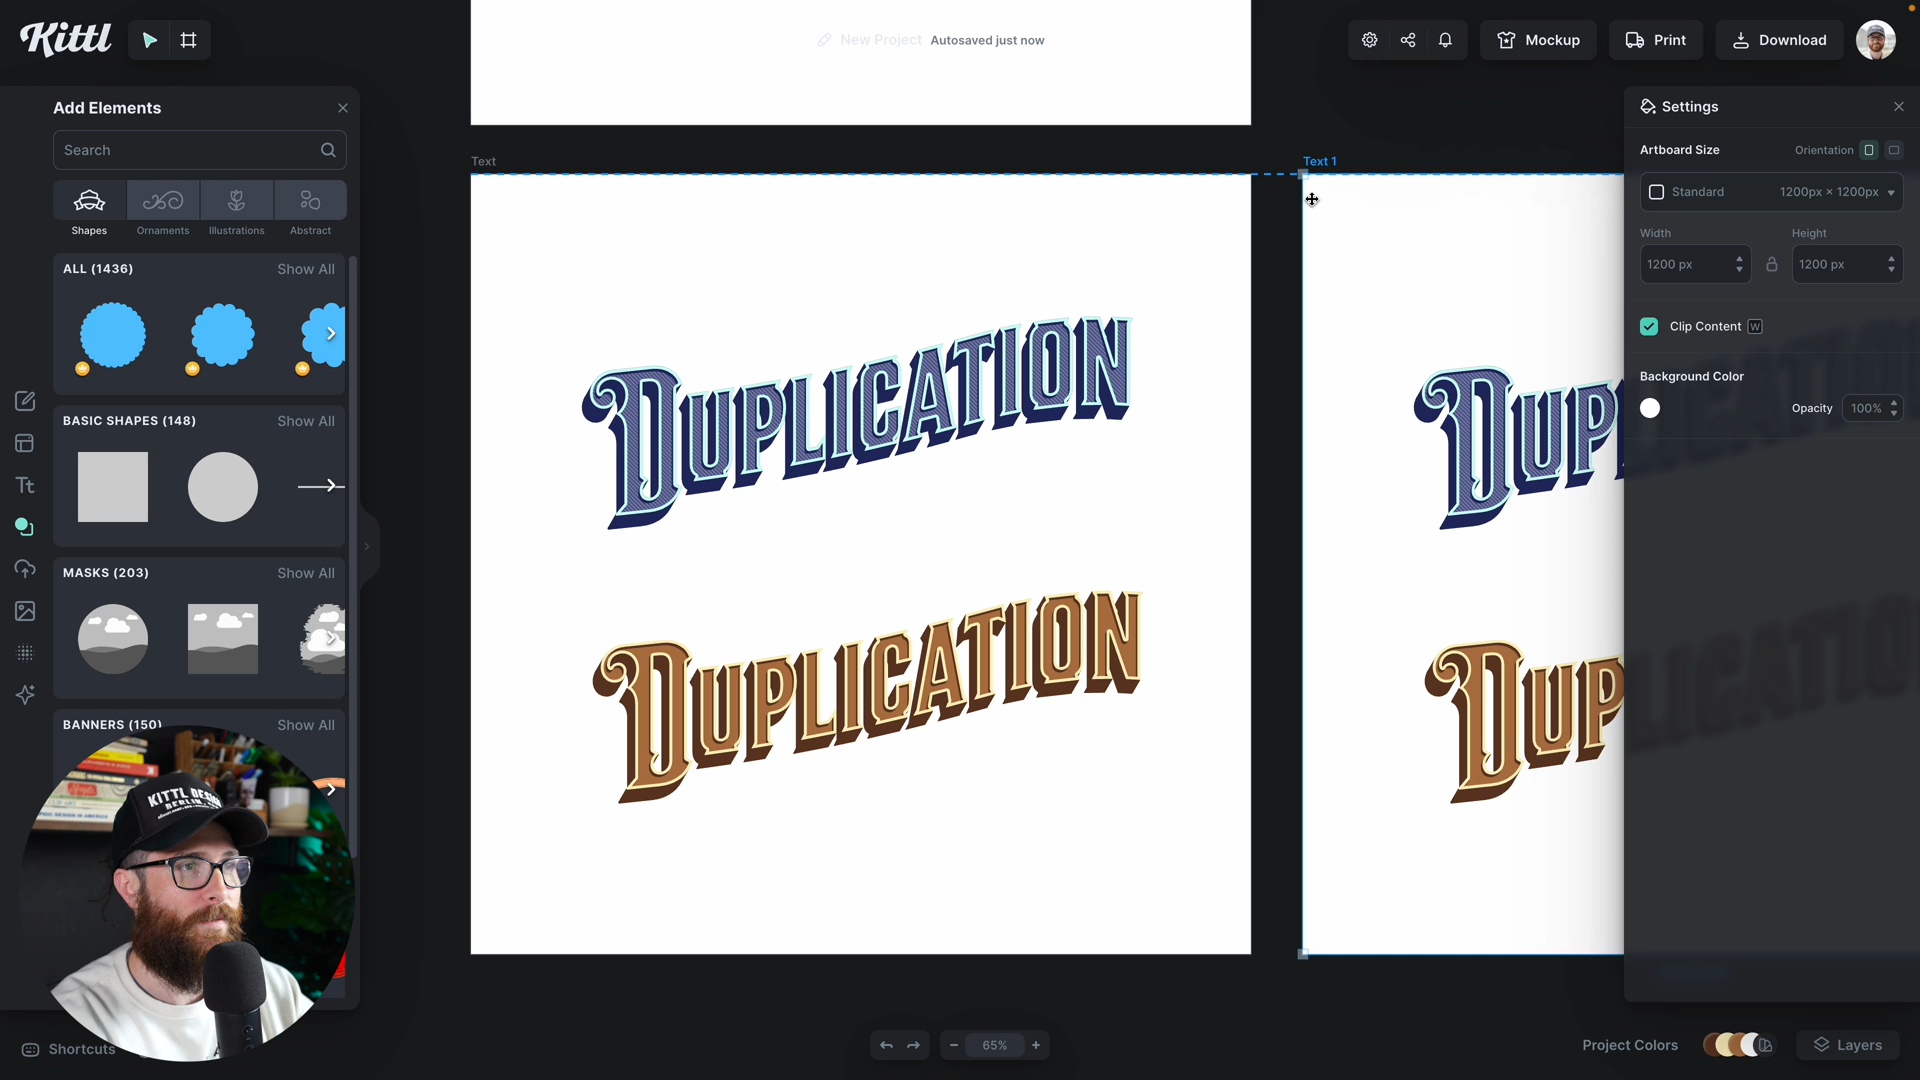 Kittl
New Project Autosaved just now
Mockup
Print
Download
Add Elements
Search
Shapes
Ornaments
Illustrations
Abstract
ALL (1436)
Show All
BASIC SHAPES (148)
Show All
MASKS (203)
Show All
BANNERS (150)
Show All
Text
Text 1
DUPLICATION
DUPLICATION
DUP
DUP
Settings
Artboard Size
Orientation
Standard
1200px × 1200px
Width
Height
1200 px
1200 px
Clip Content W
Background Color
Opacity
100%
KITTL DESIGN
BERLIN
Shortcuts
65%
Project Colors
Layers